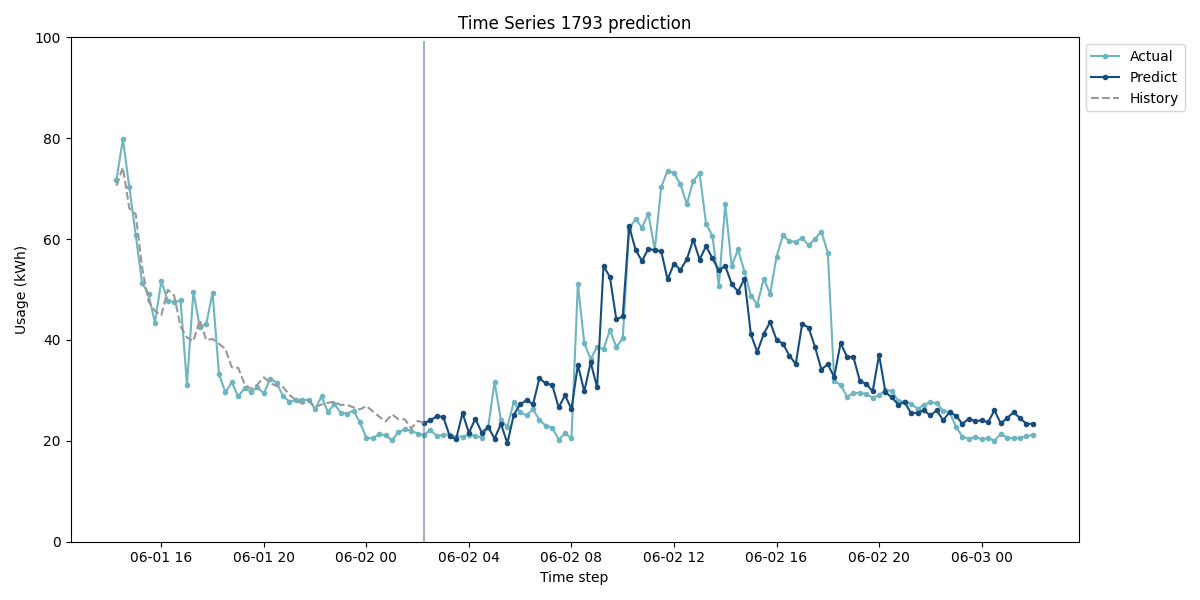 Time Series 1793 prediction
100
80
60
40
20
0
Usage (kWh)
06-01 16
06-01 20
06-02 00
06-02 04
06-02 08
06-02 12
06-02 16
06-02 20
06-03 00
Time step
Actual
Predict
History